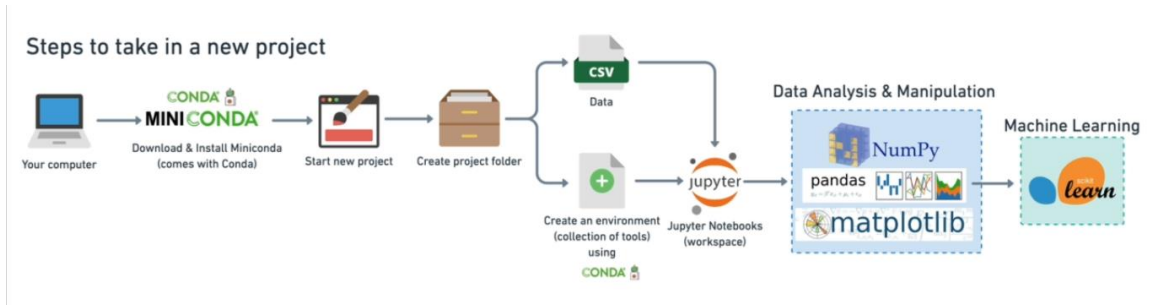 Steps to take in a new project
CONDA
MINICONDA
Your computer
Download & Install Miniconda
(comes with Conda)
Start new project
Create project folder
CSV
Data
Create an environment
(collection of tools)
using
CONDA
jupyter
Jupyter Notebooks
(workspace)
Data Analysis & Manipulation
NumPy
pandas
matplotlib
Machine Learning
scikit
learn